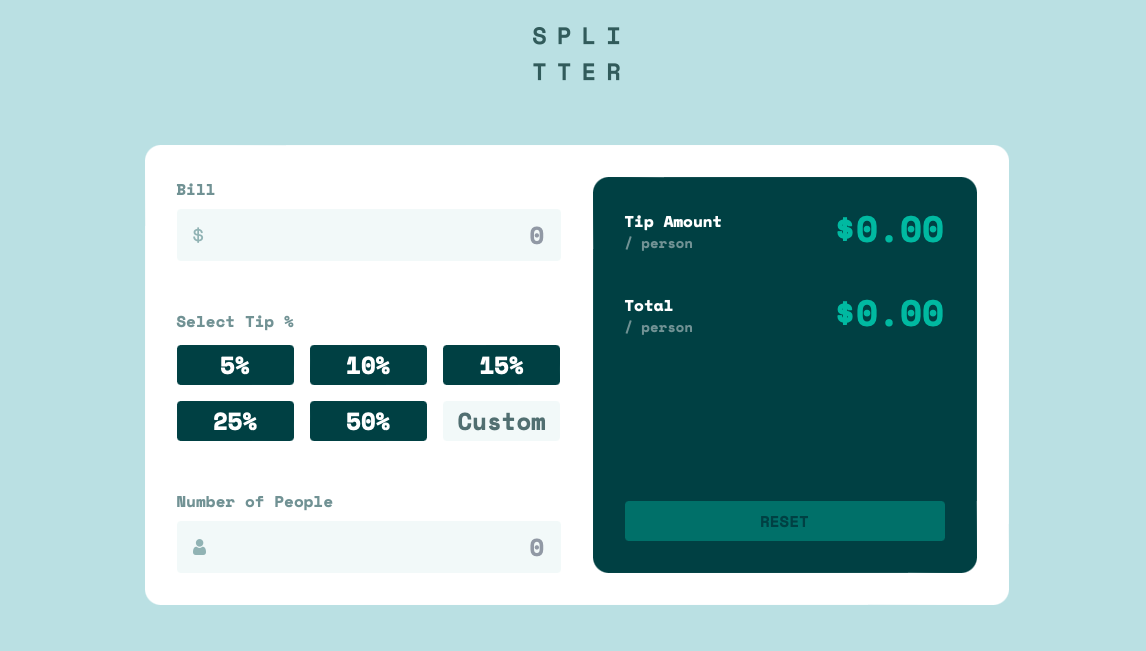 SPLI
TTER
Bill
$ 0
Select Tip %
5% 10% 15%
25% 50% Custom
Number of People
0
Tip Amount
/ person
$0.00
Total
/ person
$0.00
RESET